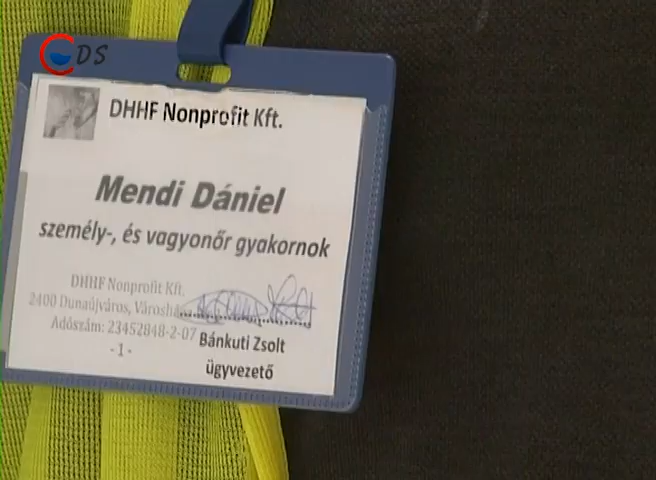 DS
DHHF Nonprofit Kft.
Mendi Dániel
személy-, és vagyonőr gyakornok
DHHF Nonprofit Kft.
2400 Dunaújváros,
Adószám: 23452848-2-07
- 1 -
Bánkuti Zsolt
ügyvezető